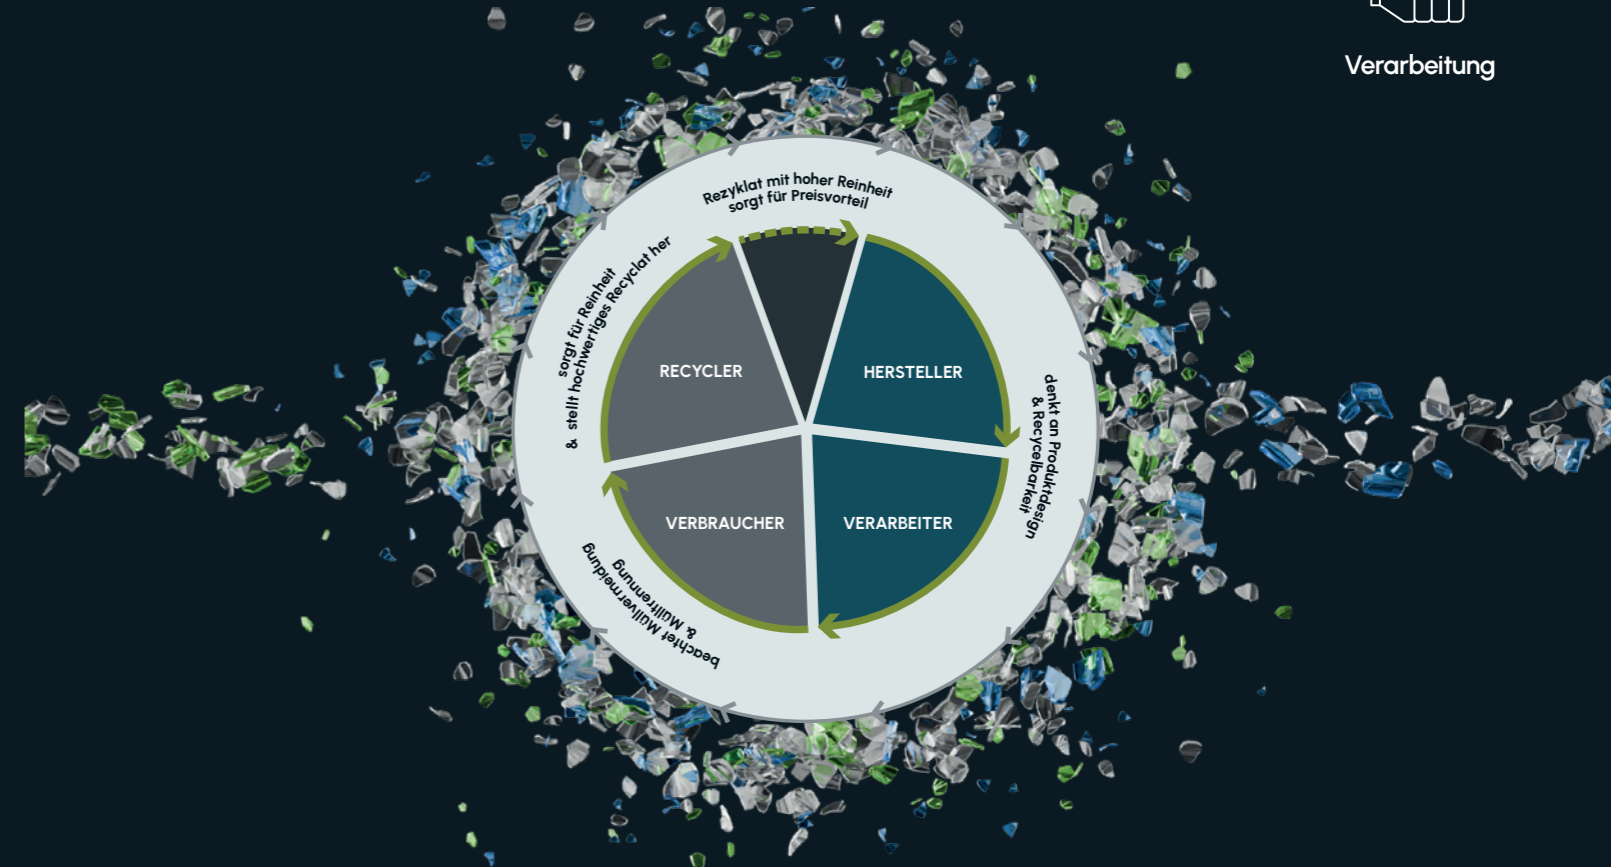 Verarbeitung
Rezyklat mit hoher Reinheit
sorgt für Preisvorteil
sorgt für Reinheit
& stellt hochwertiges Recyclat her
RECYCLER
HERSTELLER
denkt an Produktdesign
& Recycelbarkeit
VERBRAUCHER
VERARBEITER
beachtet Müllvermeidung
& Mülltrennung